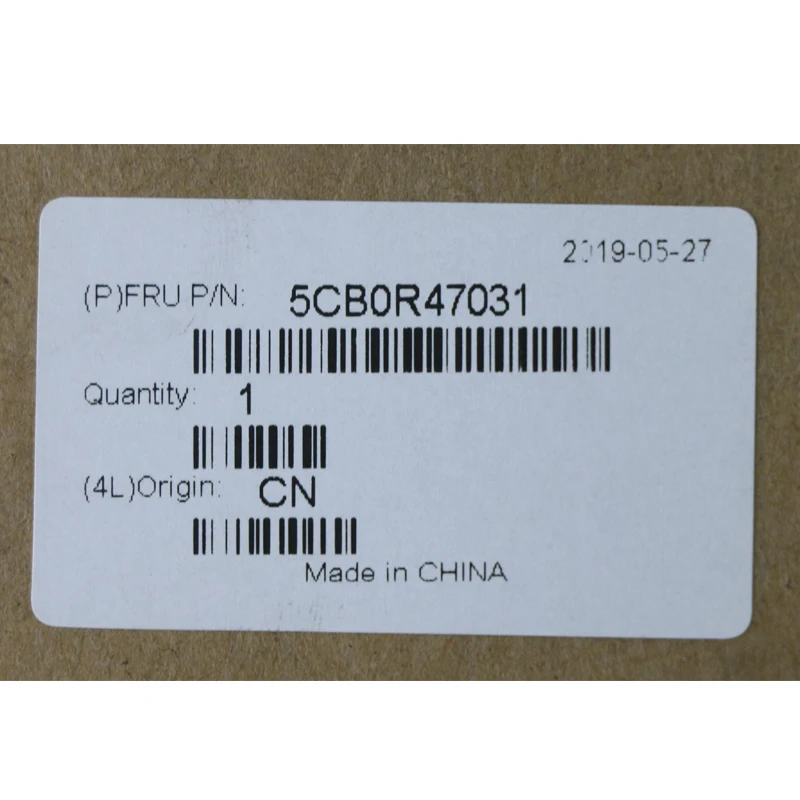 2019-05-27
(P)FRU P/N: 5CB0R47031
Quantity: 1
(4L)Origin: CN
Made in CHINA